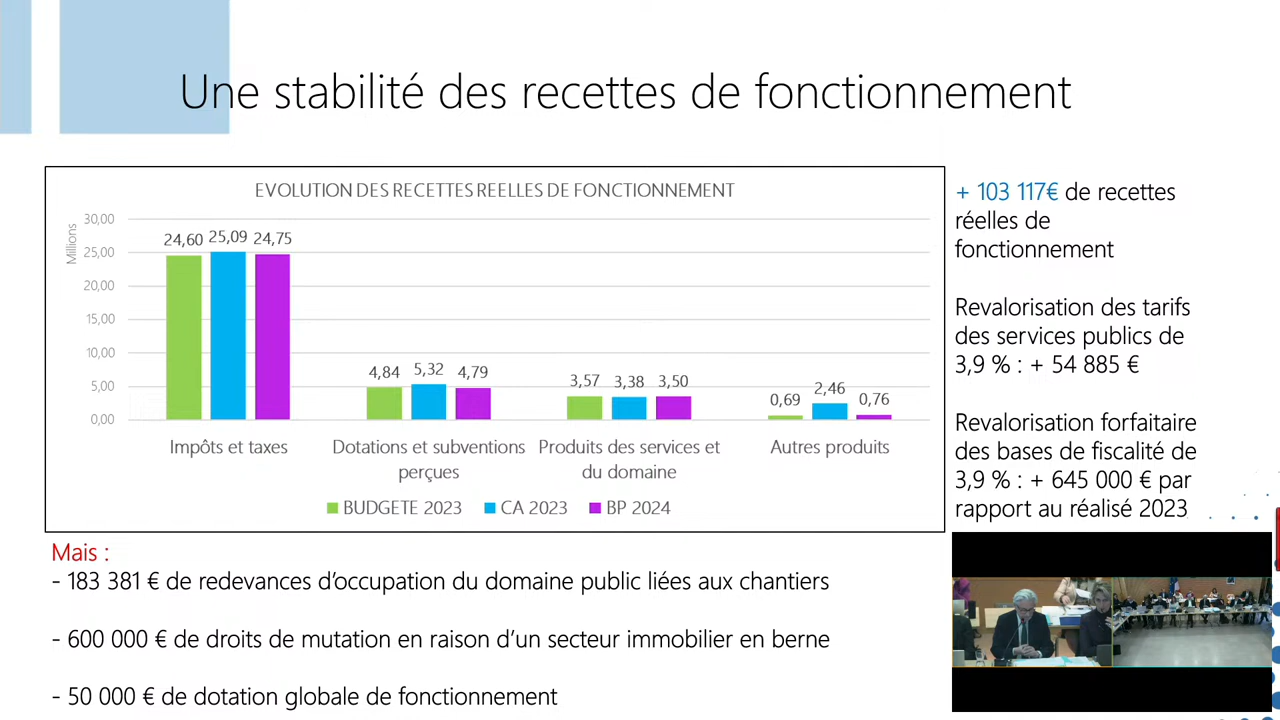 Une stabilité des recettes de fonctionnement
EVOLUTION DES RECETTES REELLES DE FONCTIONNEMENT
Millions
30,00
25,00
20,00
15,00
10,00
5,00
0,00
24,60 25,09 24,75
4,84 5,32 4,79
3,57 3,38 3,50
0,69 2,46 0,76
Impôts et taxes
Dotations et subventions
perçues
Produits des services et
du domaine
Autres produits
BUDGETE 2023 CA 2023 BP 2024
+ 103 117€ de recettes
réelles de
fonctionnement
Revalorisation des tarifs
des services publics de
3,9 % : + 54 885 €
Revalorisation forfaitaire
des bases de fiscalité de
3,9 % : + 645 000 € par
rapport au réalisé 2023
Mais :
- 183 381 € de redevances d’occupation du domaine public liées aux chantiers
- 600 000 € de droits de mutation en raison d’un secteur immobilier en berne
- 50 000 € de dotation globale de fonctionnement